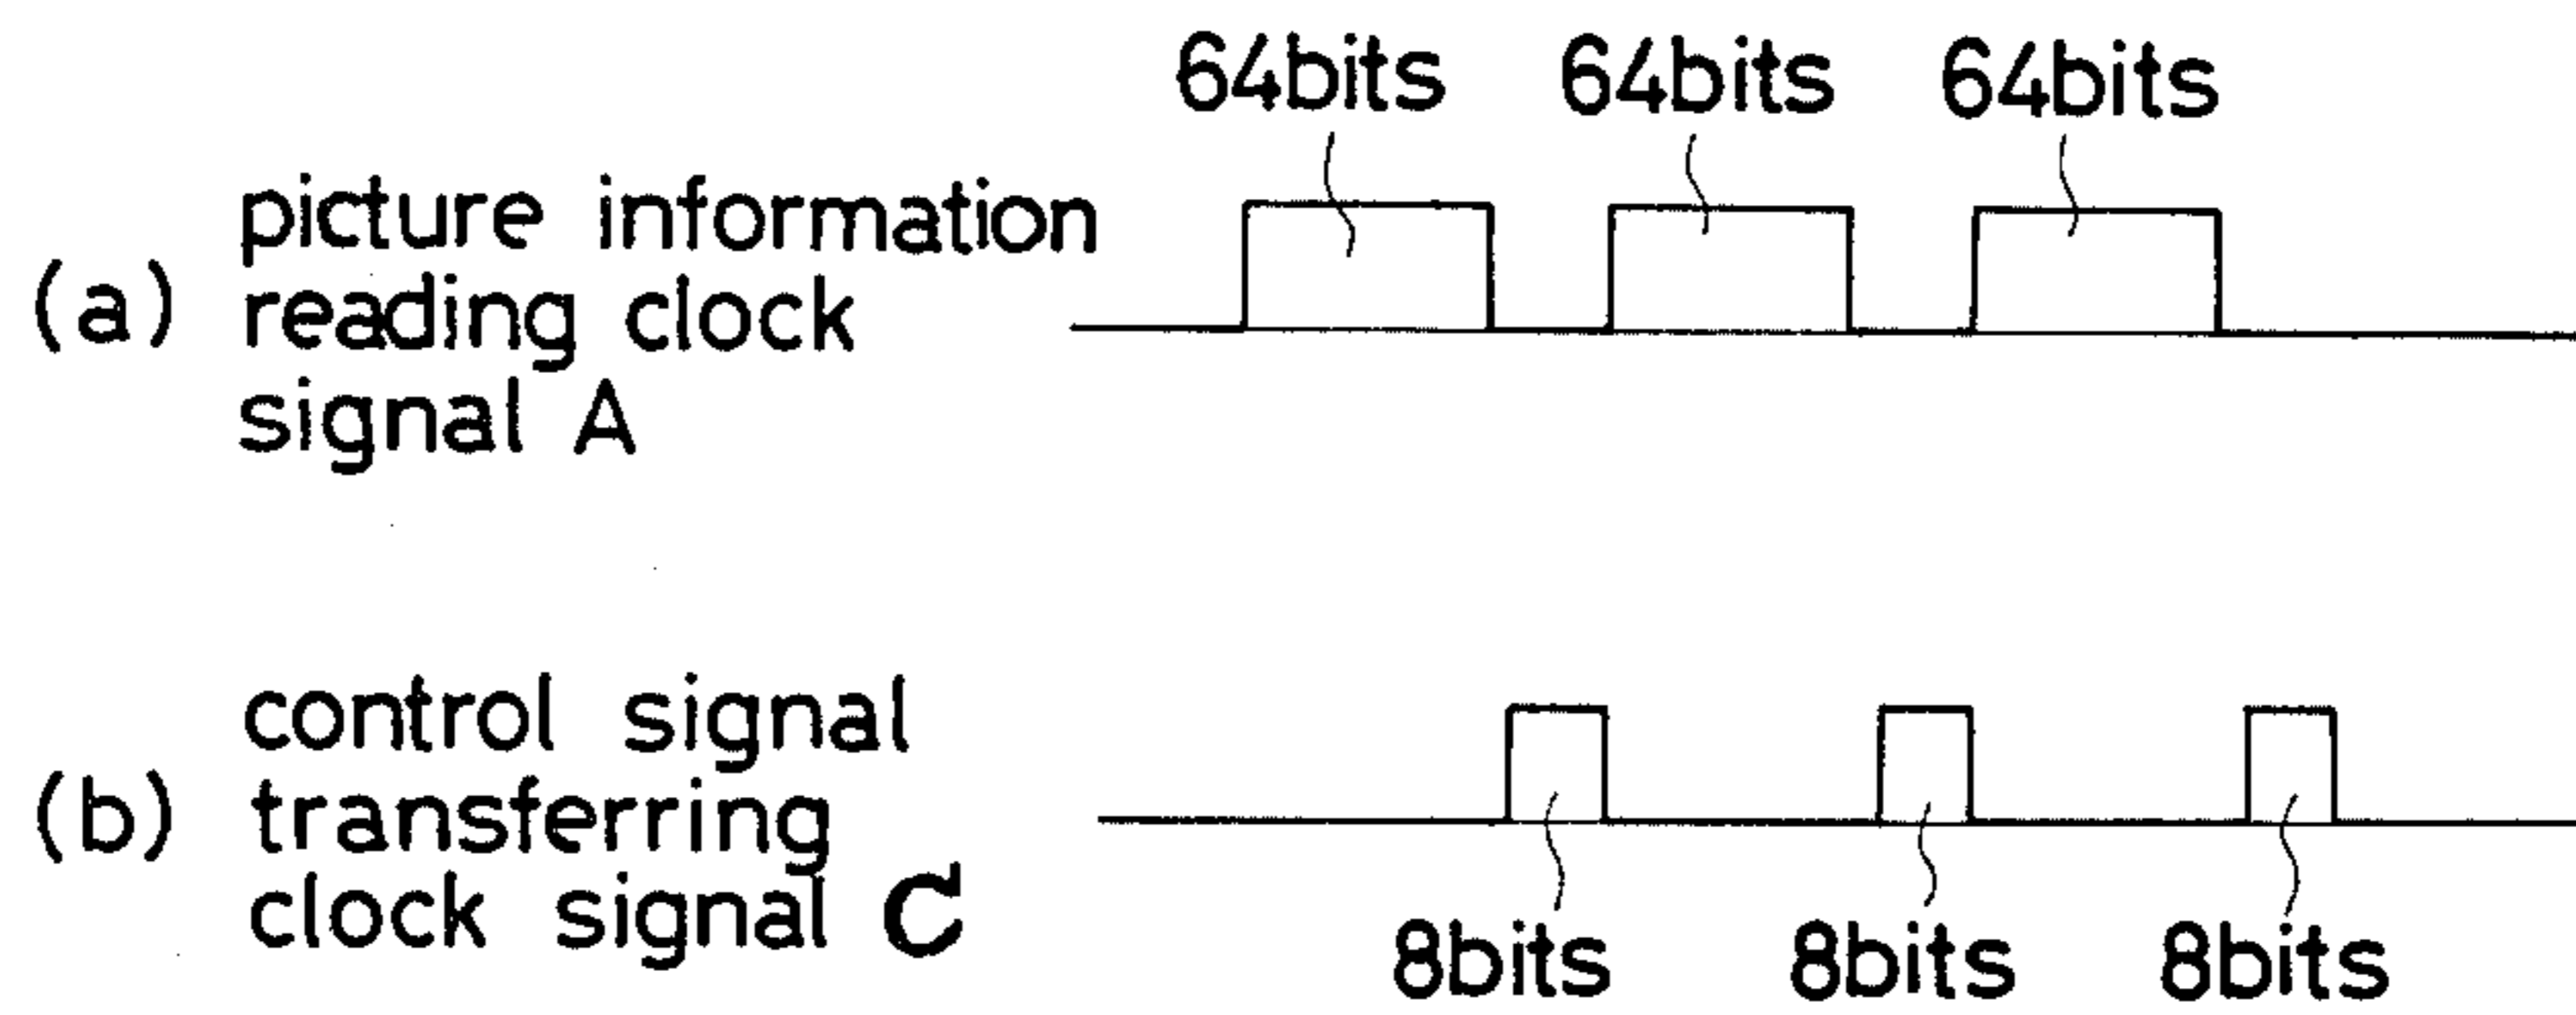 64bits 64bits 64bits
picture information
(a) reading clock
signal A
control signal
(b) transferring
clock signal C
8bits 8bits 8bits